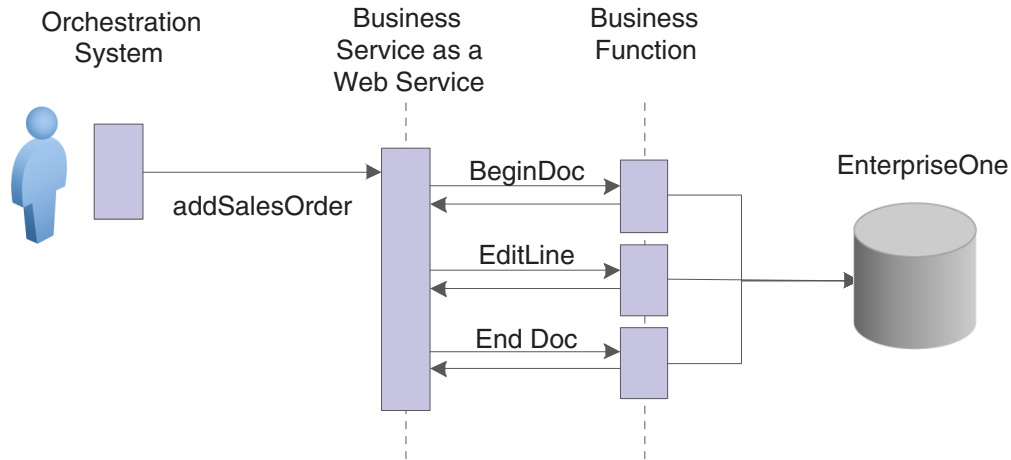 Orchestration
System
Business
Service as a
Web Service
Business
Function
EnterpriseOne
addSalesOrder
BeginDoc
EditLine
End Doc